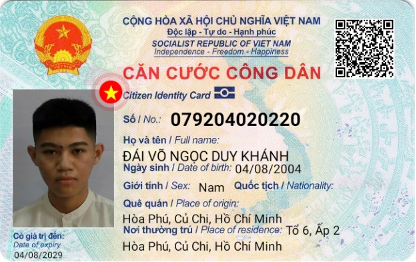 CỘNG HÒA XÃ HỘI CHỦ NGHĨA VIỆT NAM
Độc lập - Tự do - Hạnh phúc
SOCIALIST REPUBLIC OF VIET NAM
Independence - Freedom - Happiness
CĂN CƯỚC CÔNG DÂN
Citizen Identity Card
Số / No.: 079204020220
Họ và tên / Full name:
ĐÁI VÕ NGỌC DUY KHÁNH
Ngày sinh / Date of birth: 04/08/2004
Giới tính / Sex: Nam Quốc tịch / Nationality:
Quê quán / Place of origin:
Hòa Phú, Củ Chi, Hồ Chí Minh
Nơi thường trú / Place of residence: Tổ 6, Ấp 2
Hòa Phú, Củ Chi, Hồ Chí Minh
Có giá trị đến:
Date of expiry
04/08/2029